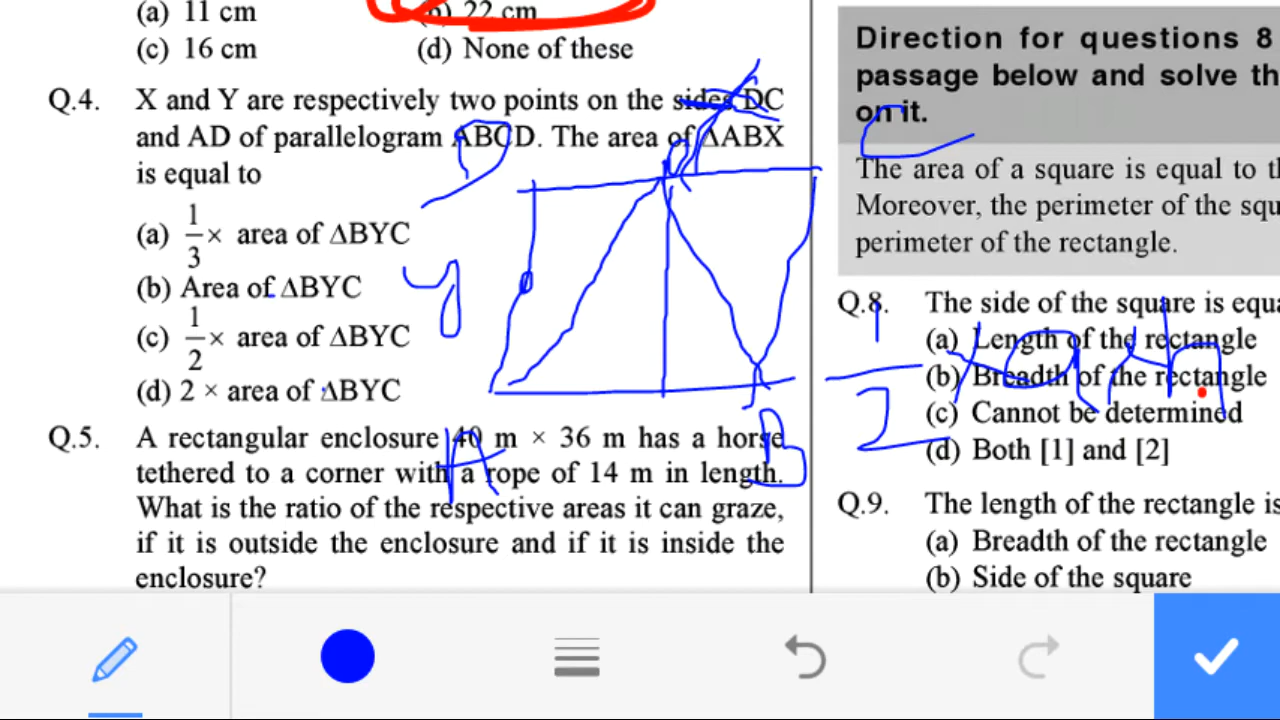 (a) 11 cm
(b) 22 cm
(c) 16 cm
(d) None of these
Q.4. X and Y are respectively two points on the sides DC
and AD of parallelogram ABCD. The area of ΔABX
is equal to
(a) 1/3 × area of ΔBYC
(b) Area of ΔBYC
(c) 1/2 × area of ΔBYC
(d) 2 × area of ΔBYC
Q.5. A rectangular enclosure 40 m × 36 m has a horse
tethered to a corner with a rope of 14 m in length.
What is the ratio of the respective areas it can graze,
if it is outside the enclosure and if it is inside the
enclosure?
D
y
A
B
Direction for questions 8
passage below and solve th
on it.
C
The area of a square is equal to th
Moreover, the perimeter of the squ
perimeter of the rectangle.
Q.8. The side of the square is equa
(a) Length of the rectangle
(b) Breadth of the rectangle
(c) Cannot be determined
(d) Both [1] and [2]
1
2
Q.9. The length of the rectangle is
(a) Breadth of the rectangle
(b) Side of the square